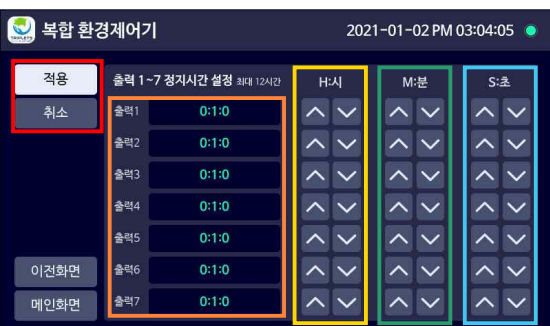 복합 환경제어기
2021-01-02 PM 03:04:05
적용
취소
출력 1~7 정지시간 설정 최대 12시간
H:시
M:분
S:초
출력1 0:1:0
출력2 0:1:0
출력3 0:1:0
출력4 0:1:0
출력5 0:1:0
출력6 0:1:0
출력7 0:1:0
이전화면
메인화면